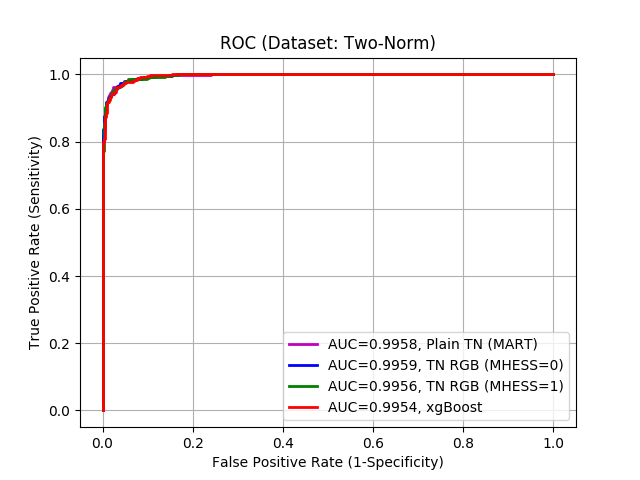 ROC (Dataset: Two-Norm)
True Positive Rate (Sensitivity)
1.0
0.8
0.6
0.4
0.2
0.0
AUC=0.9958, Plain TN (MART)
AUC=0.9959, TN RGB (MHESS=0)
AUC=0.9956, TN RGB (MHESS=1)
AUC=0.9954, xgBoost
0.0 0.2 0.4 0.6 0.8 1.0
False Positive Rate (1-Specificity)